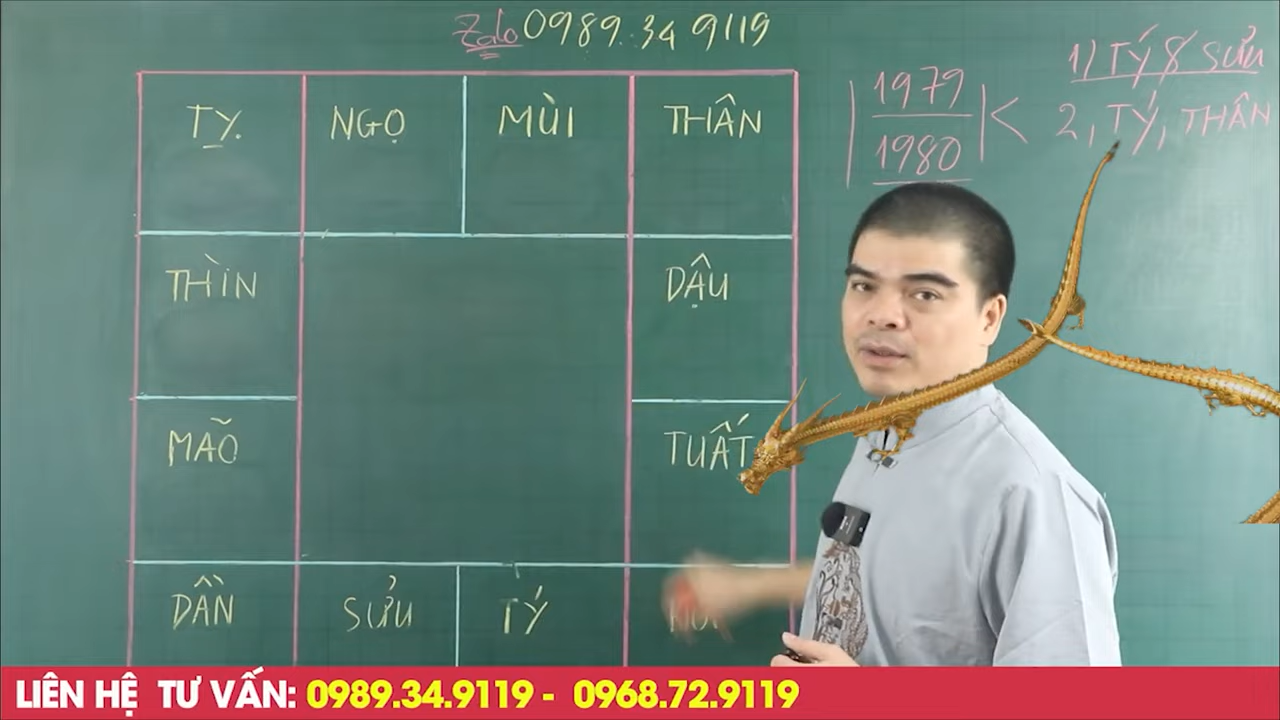 Zalo 0989.34 9119
1) TÝ & SỬU
1979
1980
<
2, TÝ, THÂN
TỴ. NGỌ MÙI THÂN
THÌN DẬU
MÃO TUẤT
DẦN SỬU TÝ
LIÊN HỆ TƯ VẤN: 0989.34.9119 - 0968.72.9119